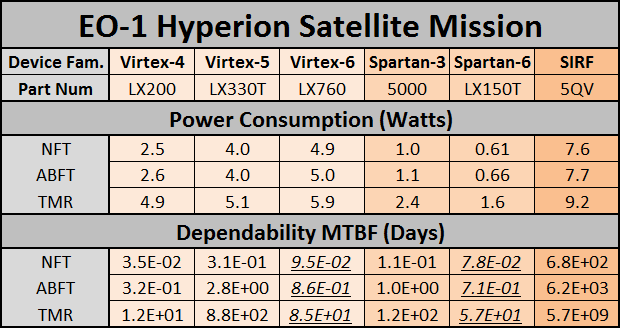 EO-1 Hyperion Satellite Mission
Device Fam. Virtex-4 Virtex-5 Virtex-6 Spartan-3 Spartan-6 SIRF
Part Num LX200 LX330T LX760 5000 LX150T 5QV
Power Consumption (Watts)
NFT 2.5 4.0 4.9 1.0 0.61 7.6
ABFT 2.6 4.0 5.0 1.1 0.66 7.7
TMR 4.9 5.1 5.9 2.4 1.6 9.2
Dependability MTBF (Days)
NFT 3.5E-02 3.1E-01 9.5E-02 1.1E-01 7.8E-02 6.8E+02
ABFT 3.2E-01 2.8E+00 8.6E-01 1.0E+00 7.1E-01 6.2E+03
TMR 1.2E+01 8.8E+02 8.5E+01 1.2E+02 5.7E+01 5.7E+09